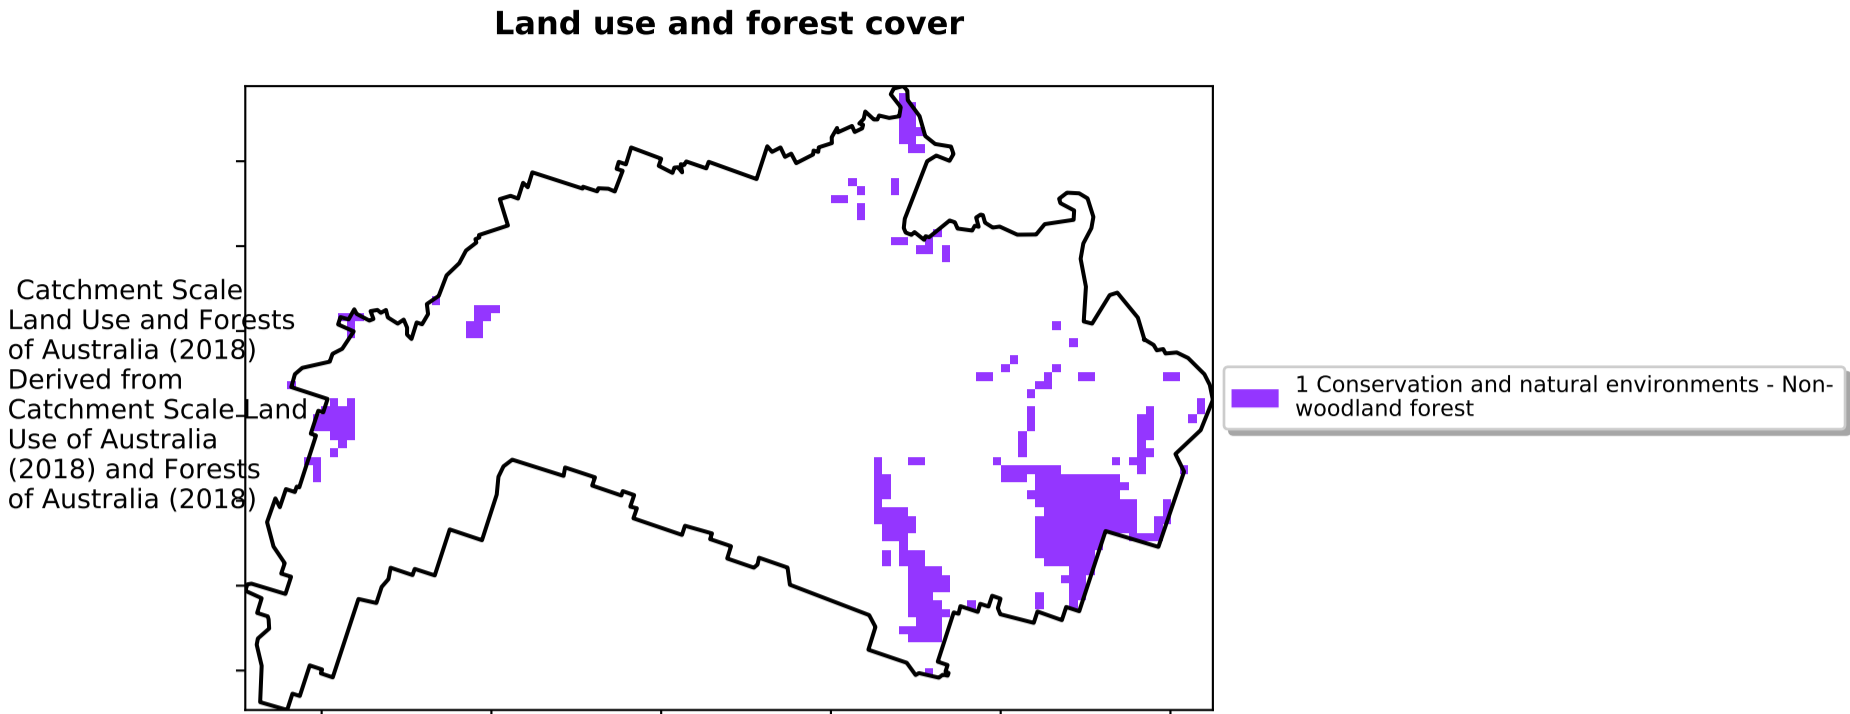 Land use and forest cover
Catchment Scale
Land Use and Forests
of Australia (2018)
Derived from
Catchment Scale Land
Use of Australia
(2018) and Forests
of Australia (2018)
1 Conservation and natural environments - Non-
woodland forest